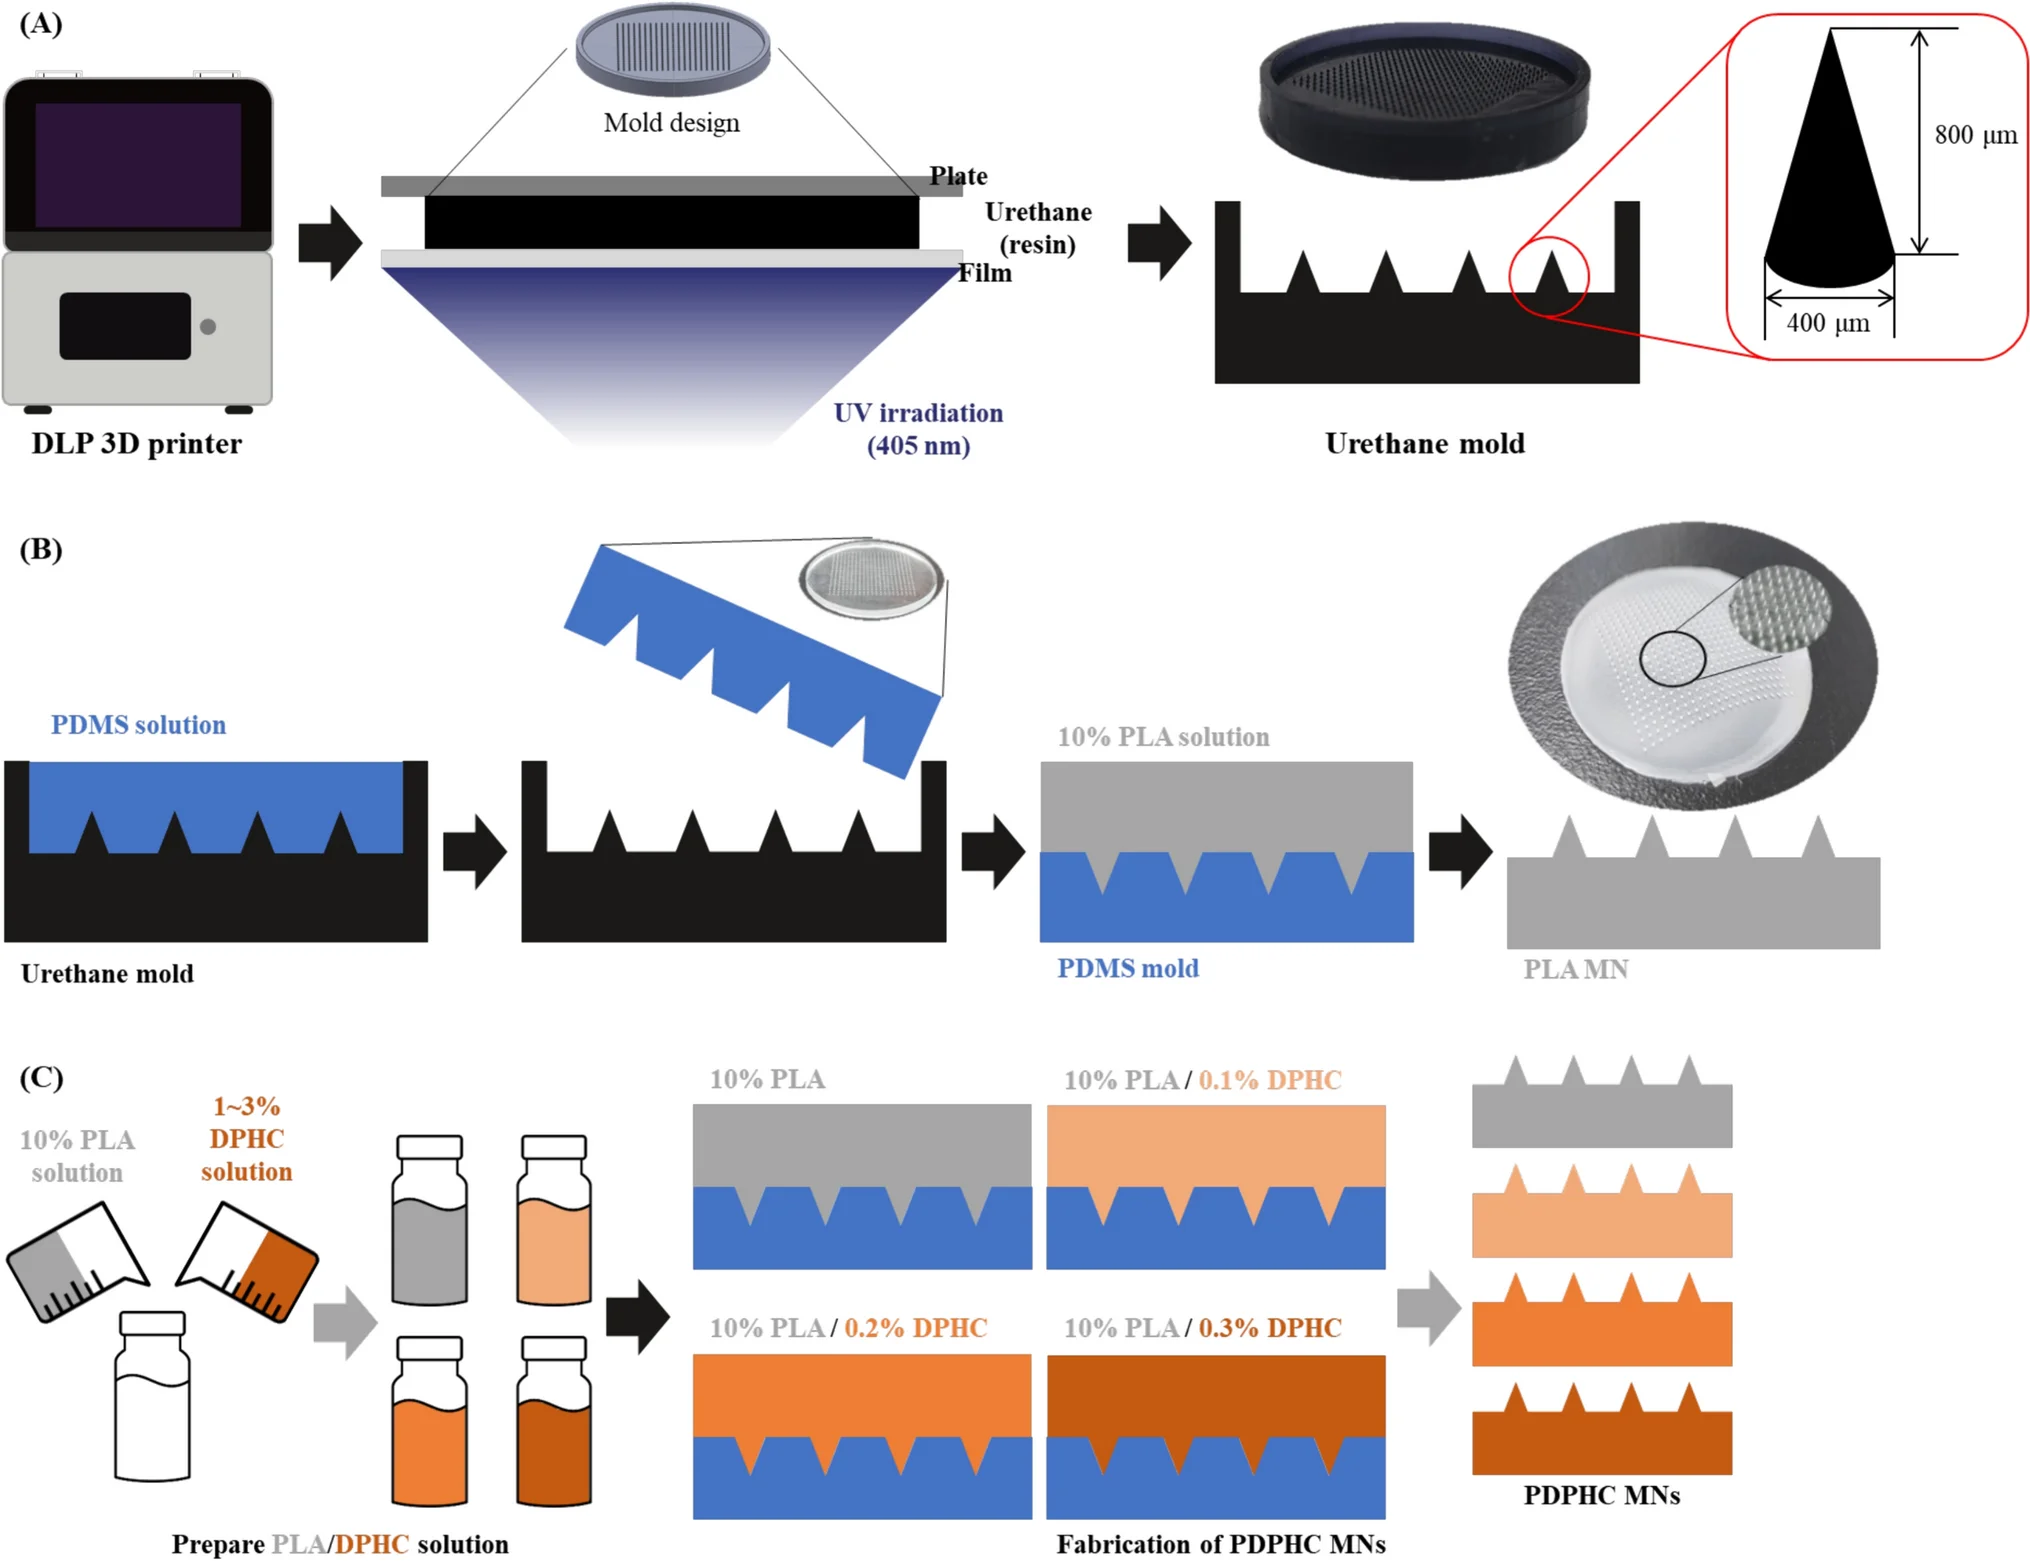 (A)
Mold design
Plate
Urethane
(resin)
Film
UV irradiation
(405 nm)
DLP 3D printer
Urethane mold
800 μm
400 μm
(B)
PDMS solution
Urethane mold
10% PLA solution
PDMS mold
PLA MN
(C)
10% PLA
solution
1~3%
DPHC
solution
Prepare PLA/DPHC solution
10% PLA
10% PLA / 0.1% DPHC
10% PLA / 0.2% DPHC
10% PLA / 0.3% DPHC
Fabrication of PDPHC MNs
PDPHC MNs